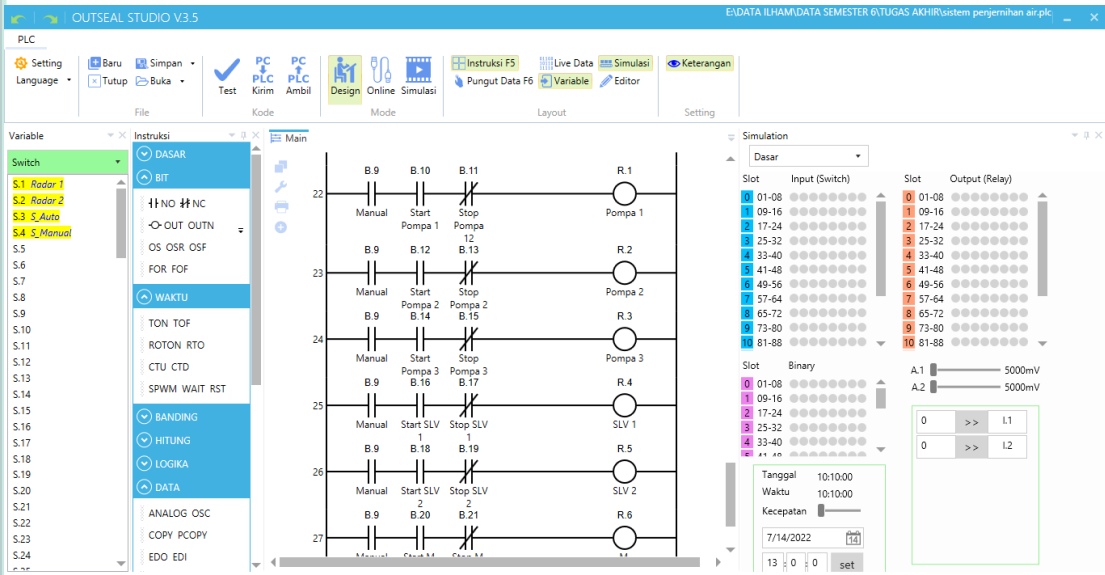 OUTSEAL STUDIO V3.5
E:\DATA ILHAM\DATA SEMESTER 6\TUGAS AKHIR\sistem penjernihan air.plc
PLC
Setting
Language
Baru
Simpan
Tutup
Buka
File
Test
PC
PLC
Kirim
PC
PLC
Ambil
Kode
Design
Online
Simulasi
Mode
Instruksi F5
Live Data
Simulasi
Pungut Data F6
Variable
Editor
Layout
Keterangan
Setting
Variable
Switch
S.1 Radar 1
S.2 Radar 2
S.3 S_Auto
S.4 S_Manual
S.5
S.6
S.7
S.8
S.9
S.10
S.11
S.12
S.13
S.14
S.15
S.16
S.17
S.18
S.19
S.20
S.21
S.22
S.23
S.24
S.25
Instruksi
DASAR
BIT
NO NC
OUT OUTN
OS OSR OSF
FOR FOF
WAKTU
TON TOF
ROTON RTO
CTU CTD
SPWM WAIT RST
BANDING
HITUNG
LOGIKA
DATA
ANALOG OSC
COPY PCOPY
EDO EDI
Main
B.9 B.10 B.11 R.1
22
Manual Start Stop Pompa 1
Pompa 1 Pompa
12
B.9 B.12 B.13 R.2
23
Manual Start Stop Pompa 2
Pompa 2 Pompa 2
B.9 B.14 B.15 R.3
24
Manual Start Stop Pompa 3
Pompa 3 Pompa 3
B.9 B.16 B.17 R.4
25
Manual Start SLV Stop SLV SLV 1
1 1
B.9 B.18 B.19 R.5
26
Manual Start SLV Stop SLV SLV 2
2 2
B.9 B.20 B.21 R.6
27
Manual Start M Stop M M
Simulation
Dasar
Slot Input (Switch)
0 01-08
1 09-16
2 17-24
3 25-32
4 33-40
5 41-48
6 49-56
7 57-64
8 65-72
9 73-80
10 81-88
Slot Output (Relay)
0 01-08
1 09-16
2 17-24
3 25-32
4 33-40
5 41-48
6 49-56
7 57-64
8 65-72
9 73-80
10 81-88
Slot Binary
0 01-08
1 09-16
2 17-24
3 25-32
4 33-40
5 41-48
A.1 5000mV
A.2 5000mV
0 >> I.1
0 >> I.2
Tanggal 10:10:00
Waktu 10:10:00
Kecepatan
7/14/2022 14
13 : 0 : 0 set